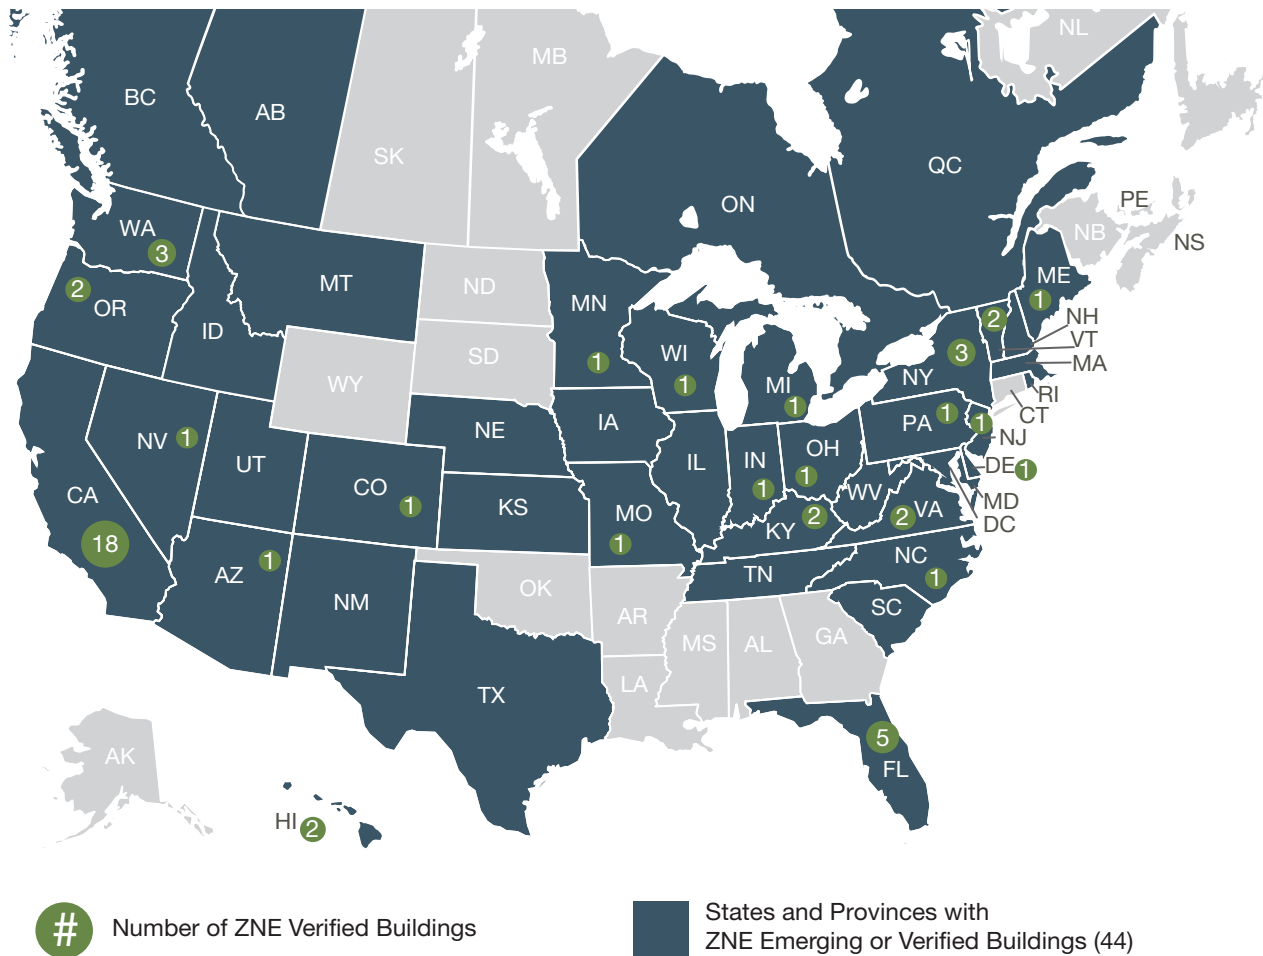 NL
MB
BC
AB
SK
QC
ON
PE
NB
NS
WA
3
MT
ND
MN
ME
1
2
OR
ID
SD
WI
1
1
MI
1
NY
3
2
NH
VT
MA
RI
CT
WY
NE
IA
PA
1
1
NJ
NV
1
UT
CO
1
KS
IL
IN
1
OH
1
WV
DE
1
MD
DC
CA
18
MO
1
KY
2
2
VA
AZ
1
NM
OK
AR
TN
NC
1
SC
MS
AL
GA
TX
LA
5
FL
AK
HI
2
# Number of ZNE Verified Buildings
States and Provinces with
ZNE Emerging or Verified Buildings (44)